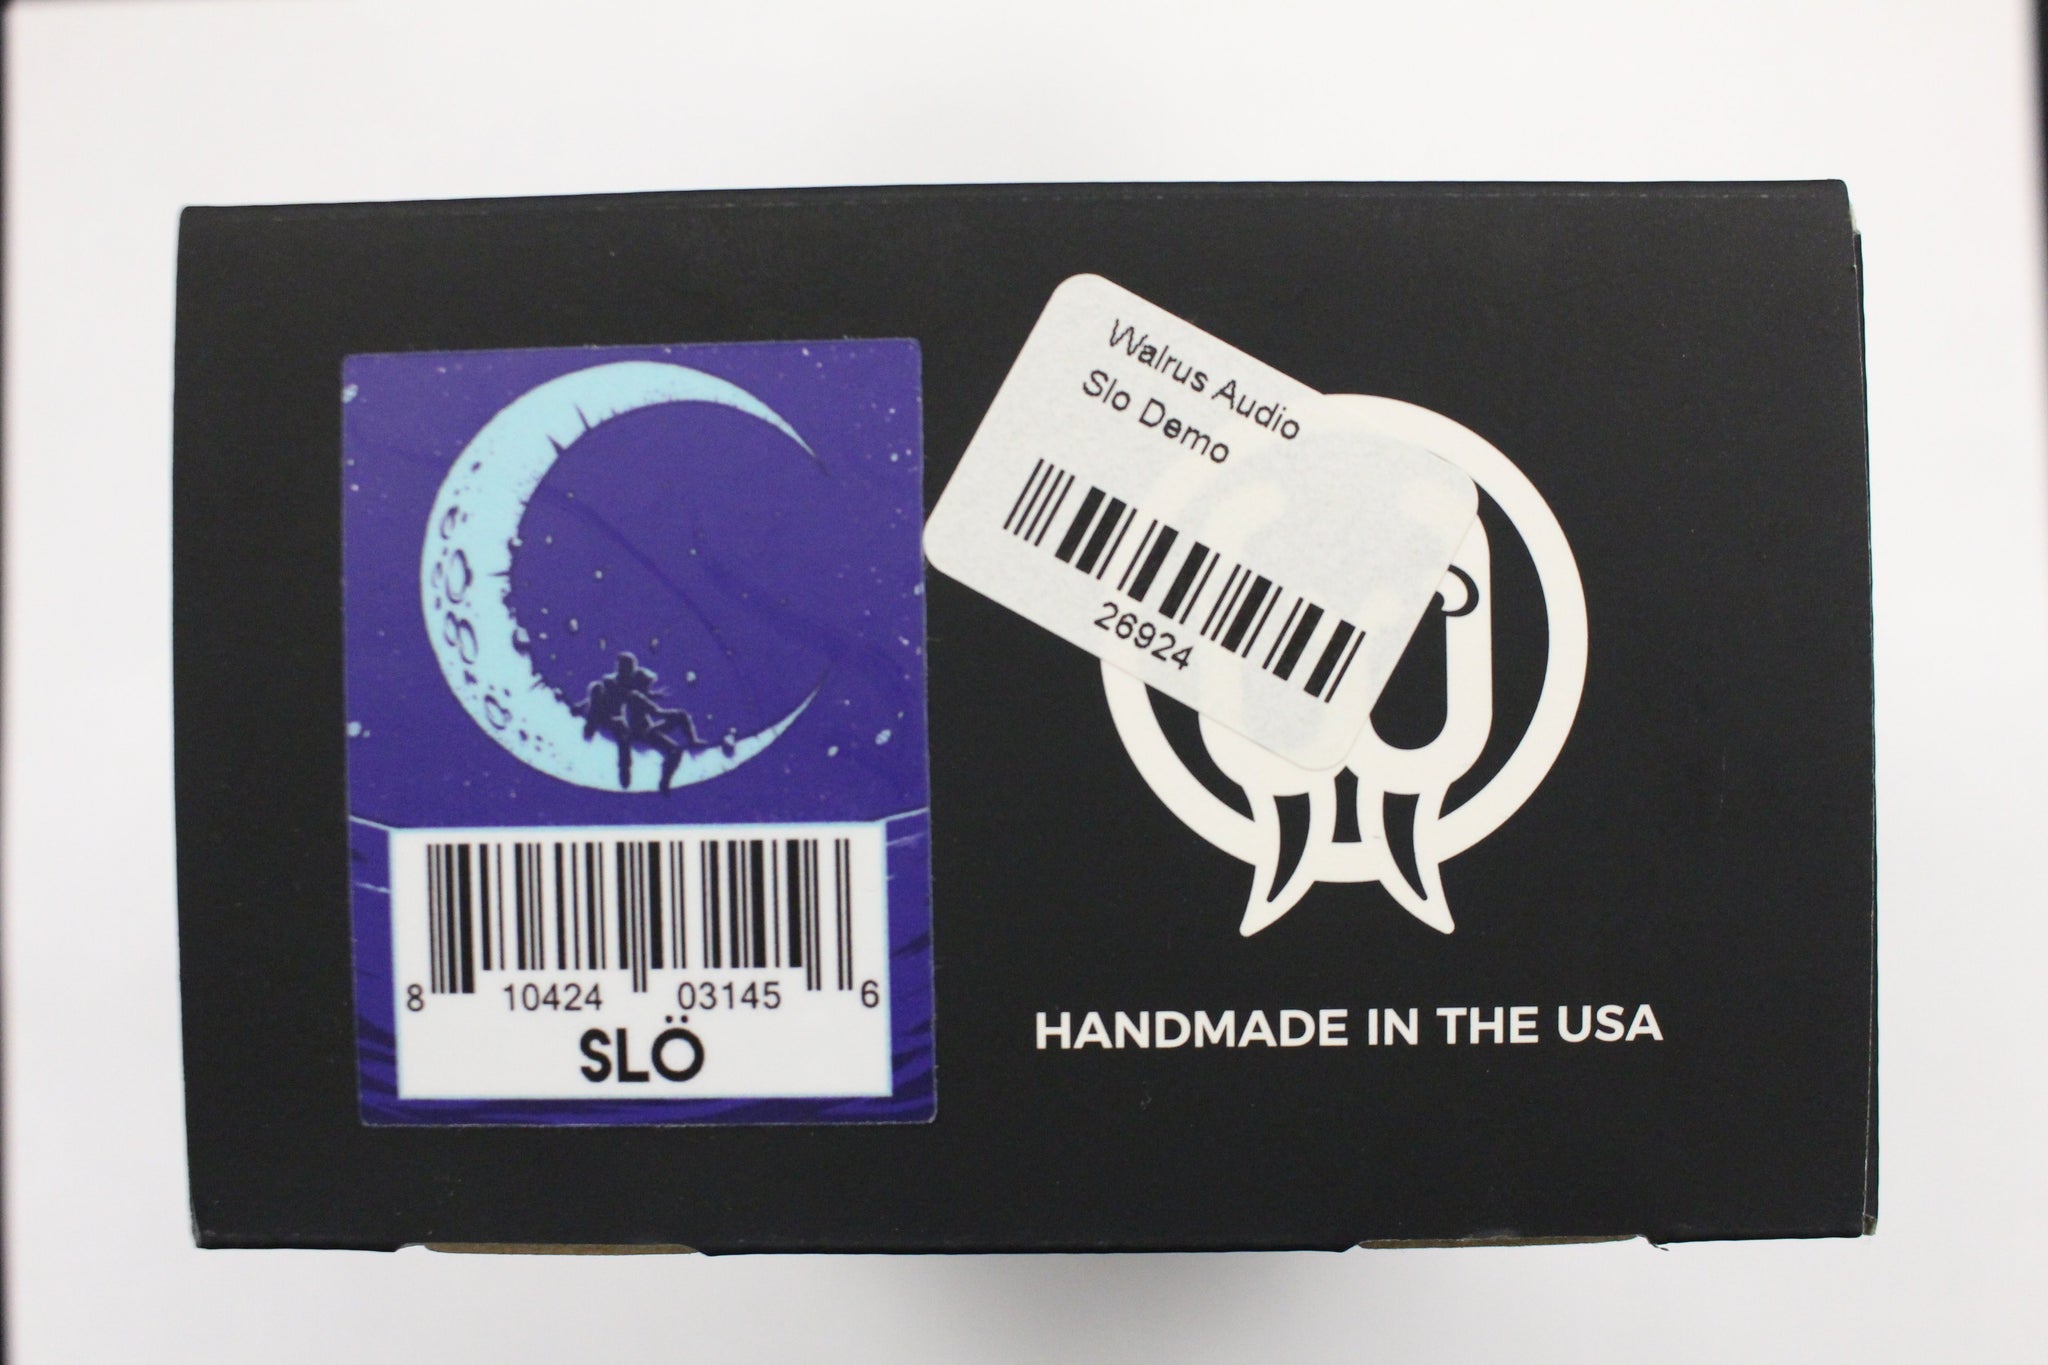 8 10424 03145 6
SLÖ
Walrus Audio
Slo Demo
26924
HANDMADE IN THE USA